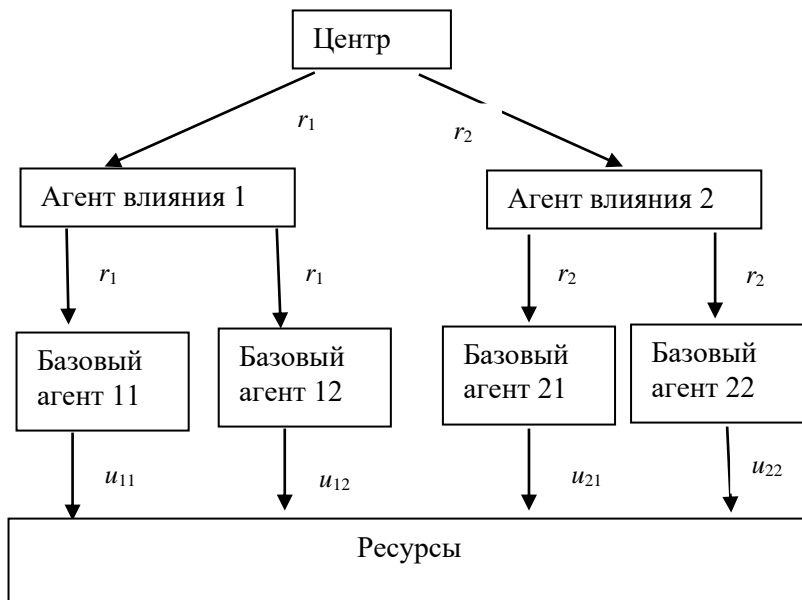 Центр
r₁
r₂
Агент влияния 1
Агент влияния 2
r₁
r₁
r₂
r₂
Базовый
агент 11
Базовый
агент 12
Базовый
агент 21
Базовый
агент 22
u₁₁
u₁₂
u₂₁
u₂₂
Ресурсы